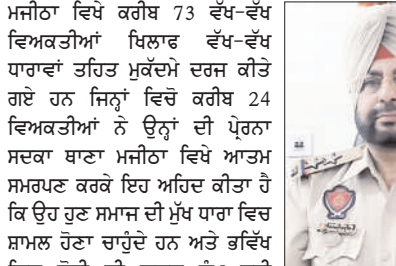 ਮਜੀਠਾ ਵਿਖੇ ਕਰੀਬ 73 ਵੱਖ-ਵੱਖ
ਵਿਅਕਤੀਆਂ ਖਿਲਾਫ ਵੱਖ-ਵੱਖ
ਧਾਰਾਵਾਂ ਤਹਿਤ ਮੁਕੱਦਮੇ ਦਰਜ ਕੀਤੇ
ਗਏ ਹਨ ਜਿਨ੍ਹਾਂ ਵਿਚੋ ਕਰੀਬ 24
ਵਿਅਕਤੀਆਂ ਨੇ ਉਨ੍ਹਾਂ ਦੀ ਪ੍ਰੇਰਨਾ
ਸਦਕਾ ਥਾਣਾ ਮਜੀਠਾ ਵਿਖੇ ਆਤਮ
ਸਮਰਪਣ ਕਰਕੇ ਇਹ ਅਹਿਦ ਕੀਤਾ ਹੈ
ਕਿ ਉਹ ਹੁਣ ਸਮਾਜ ਦੀ ਮੁੱਖ ਧਾਰਾ ਵਿਚ
ਸ਼ਾਮਲ ਹੋਣਾ ਚਾਹੁੰਦੇ ਹਨ ਅਤੇ ਭਵਿੱਖ